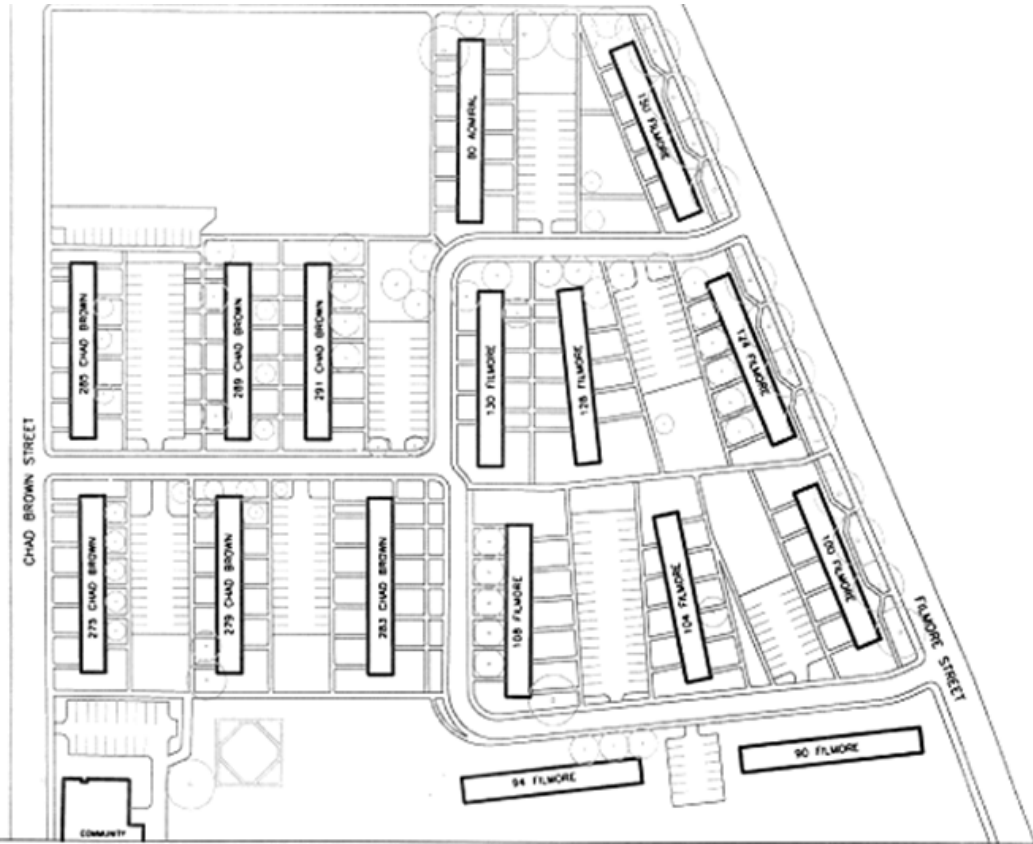 80 ADMIRAL
150 FILMORE
285 CHAD BROWN
289 CHAD BROWN
291 CHAD BROWN
130 FILMORE
128 FILMORE
124 FILMORE
CHAD BROWN STREET
275 CHAD BROWN
279 CHAD BROWN
283 CHAD BROWN
108 FILMORE
104 FILMORE
100 FILMORE
FILMORE STREET
94 FILMORE
90 FILMORE
COMMUNITY